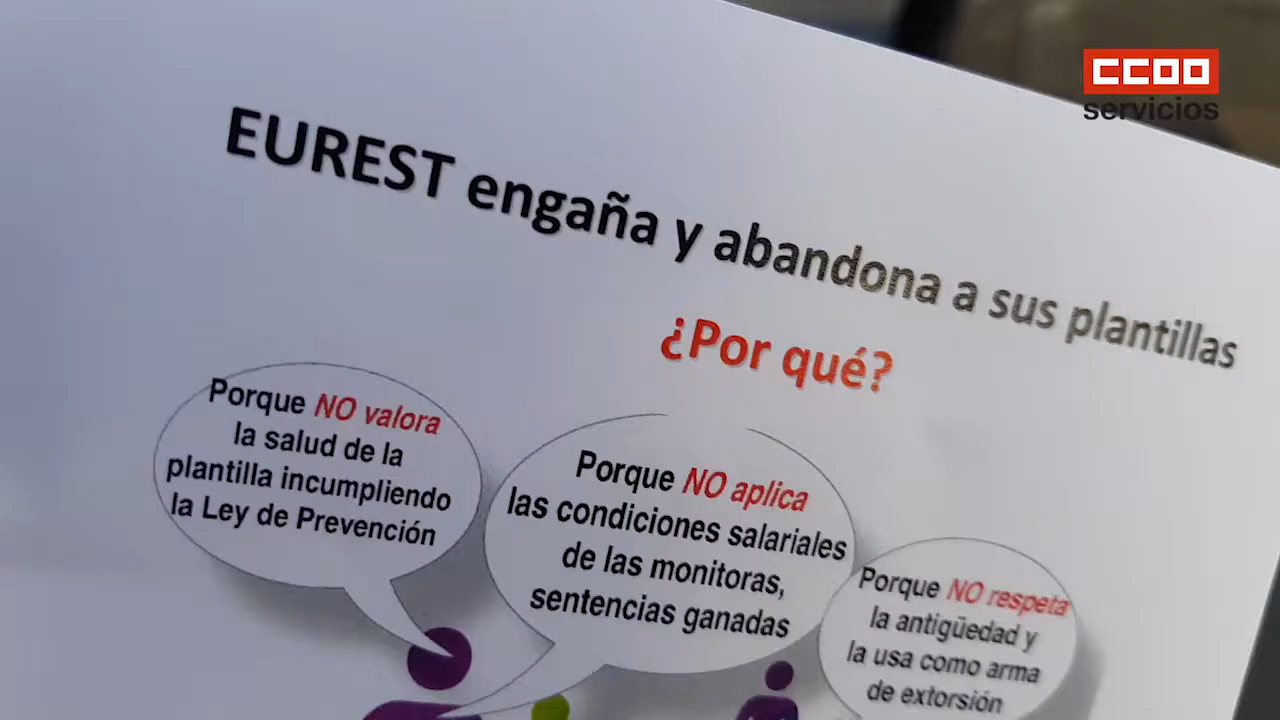 CCOO
servicios
EUREST engaña y abandona a sus plantillas
¿Por qué?
Porque NO valora
la salud de la
plantilla incumpliendo
la Ley de Prevención
Porque NO aplica
las condiciones salariales
de las monitoras,
sentencias ganadas
Porque NO respeta
la antigüedad y
la usa como arma
de extorsión